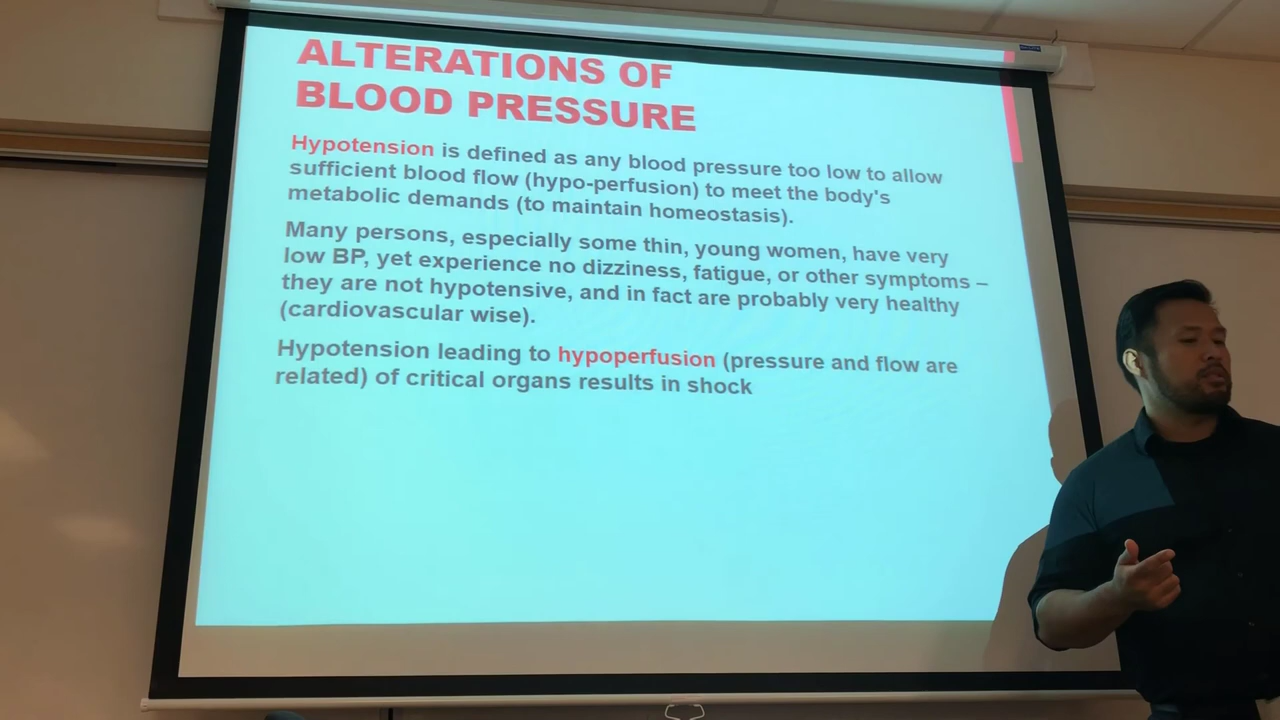 ALTERATIONS OF
BLOOD PRESSURE
Hypotension is defined as any blood pressure too low to allow
sufficient blood flow (hypo-perfusion) to meet the body's
metabolic demands (to maintain homeostasis).
Many persons, especially some thin, young women, have very
low BP, yet experience no dizziness, fatigue, or other symptoms –
they are not hypotensive, and in fact are probably very healthy
(cardiovascular wise).
Hypotension leading to hypoperfusion (pressure and flow are
related) of critical organs results in shock